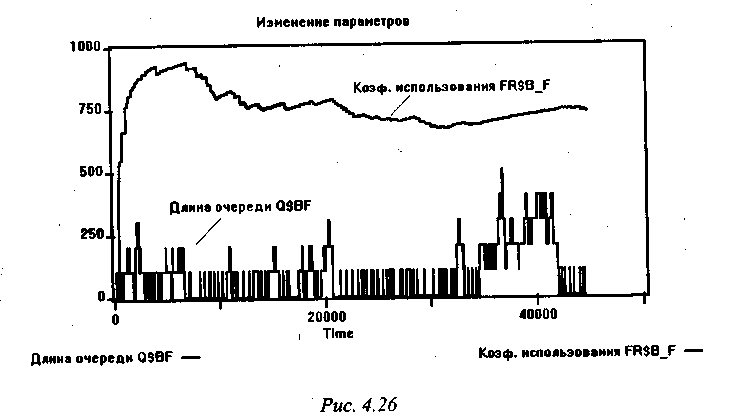 Изменение параметров
1000
Коэф. использования FR$B_F
750
500
Длина очереди Q$BF
250
0
0
20000
40000
Time
Длина очереди Q$BF
Коэф. использования FR$B_F
Рис. 4.26